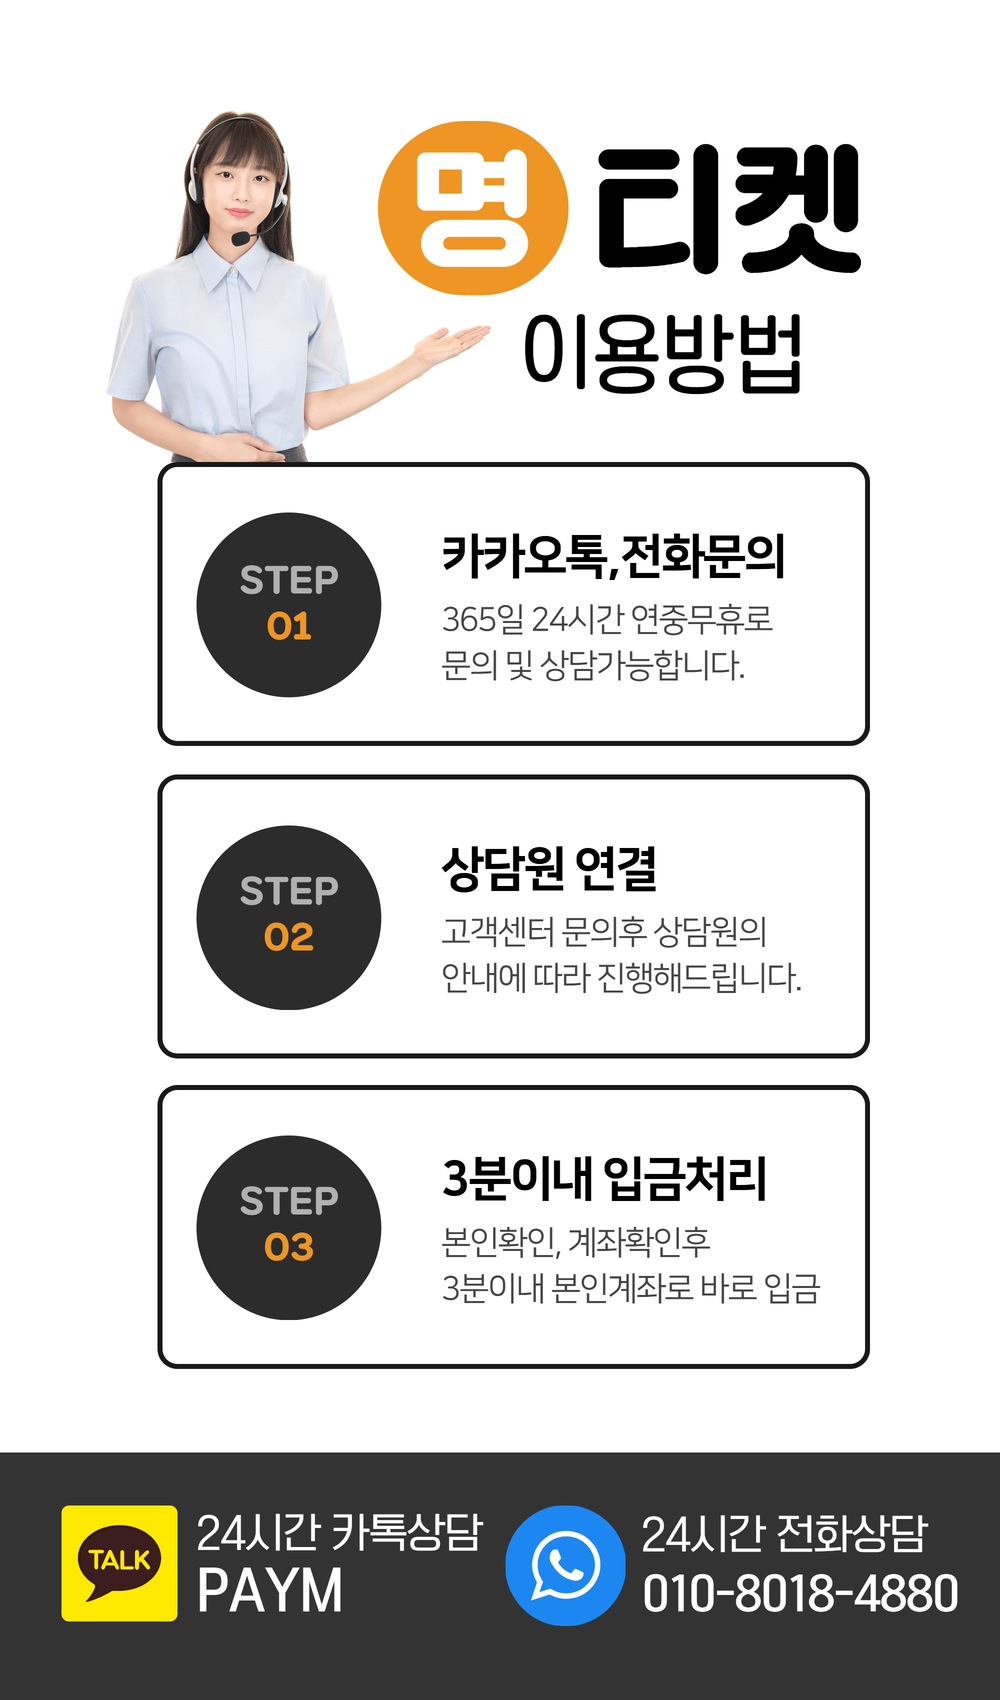 명 티켓
이용방법
STEP
01
카카오톡,전화문의
365일 24시간 연중무휴로
문의 및 상담가능합니다.
STEP
02
상담원 연결
고객센터 문의후 상담원의
안내에 따라 진행해드립니다.
STEP
03
3분이내 입금처리
본인확인, 계좌확인후
3분이내 본인계좌로 바로 입금
TALK
24시간 카톡상담
PAYM
24시간 전화상담
010-8018-4880